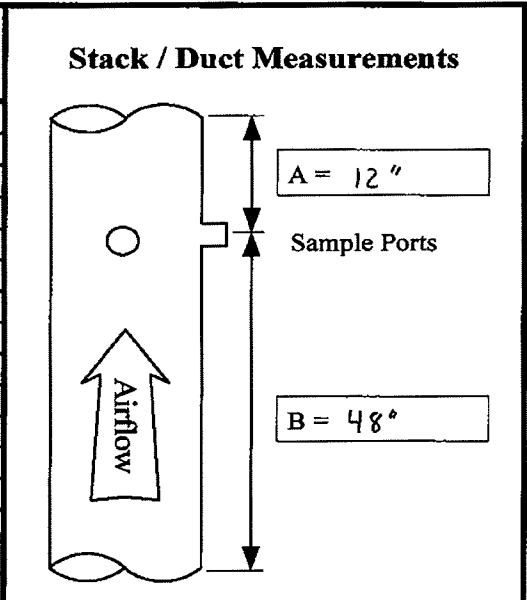 Stack / Duct Measurements
A = 12 "
Sample Ports
Airflow
B = 48"